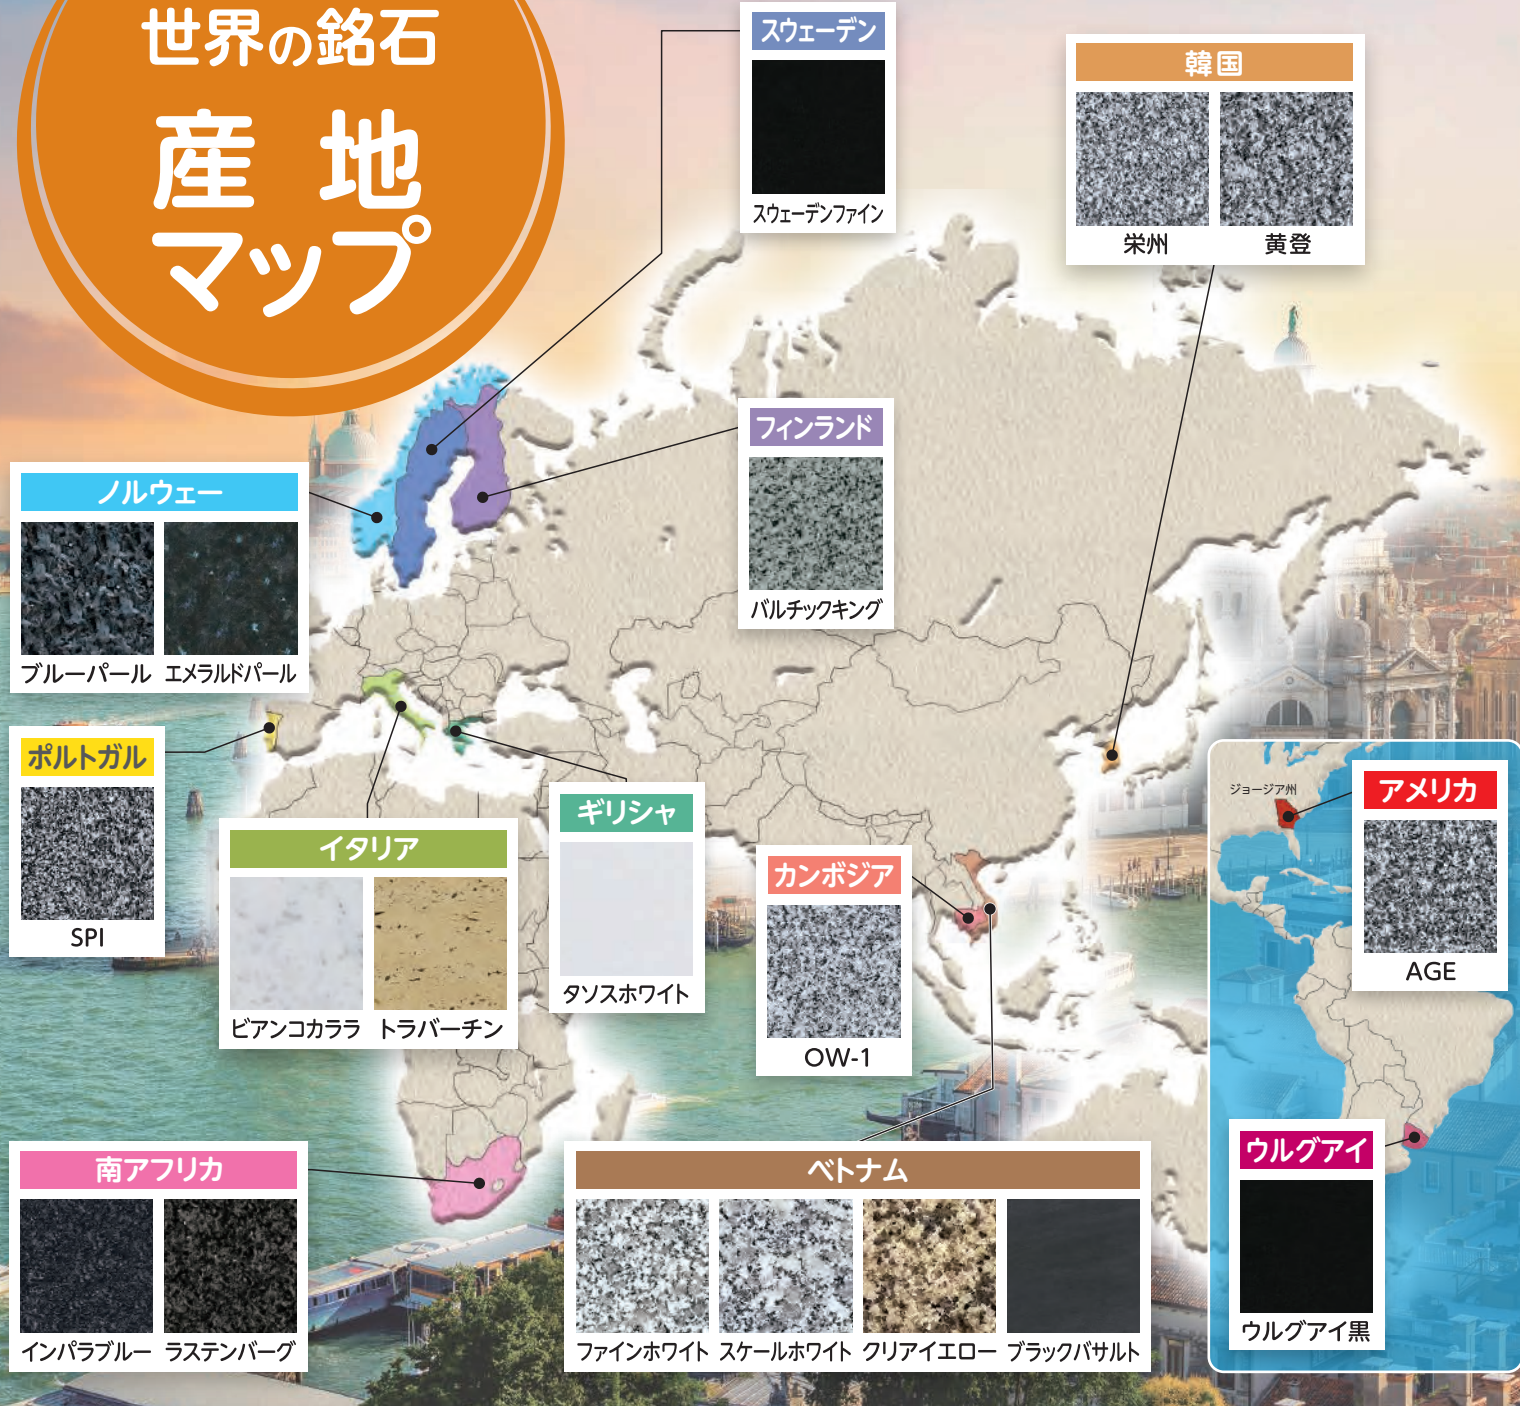 世界の銘石
産地
マップ
スウェーデン
スウェーデンファイン
韓国
栄州 黄登
フィンランド
バルチックキング
ノルウェー
ブルーパール エメラルドパール
ポルトガル
SPI
イタリア
ビアンコカララ トラバーチン
ギリシャ
タソスホワイト
カンボジア
OW-1
ジョージア州
アメリカ
AGE
南アフリカ
インパラブルー ラステンバーグ
ベトナム
ファインホワイト スケールホワイト クリアイエロー ブラックバサルト
ウルグアイ
ウルグアイ黒